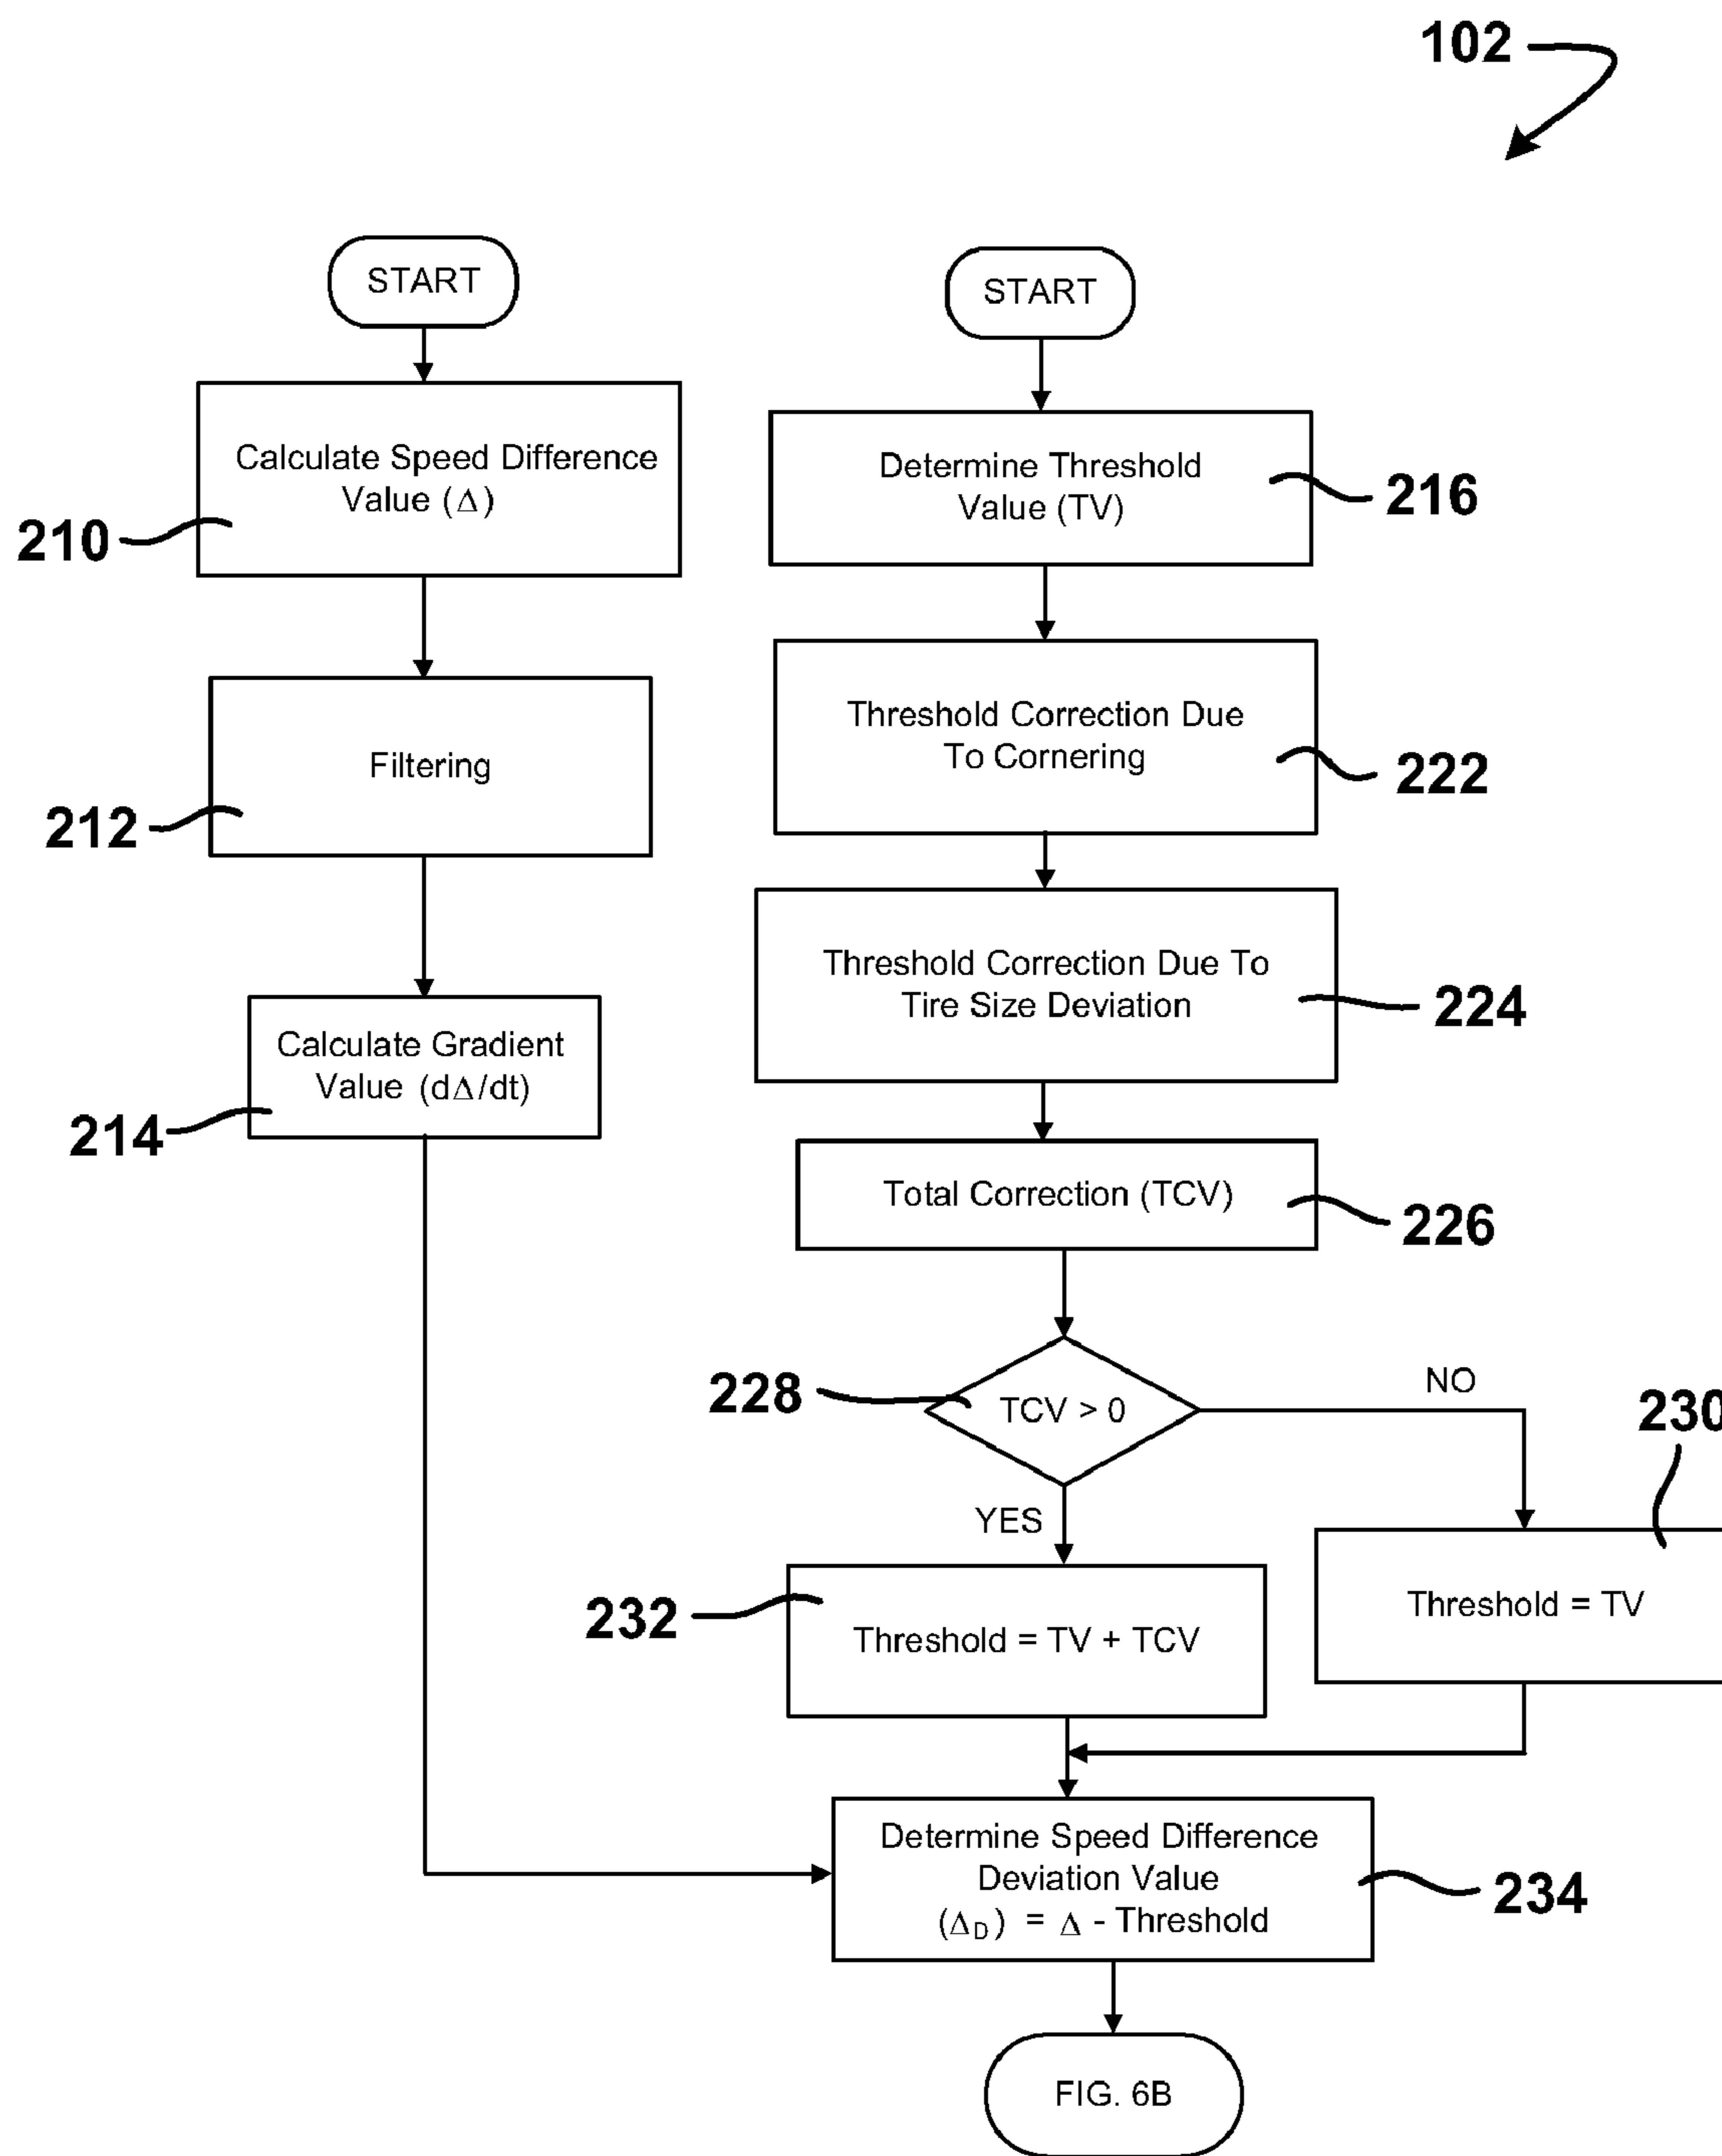 102
START
Calculate Speed Difference
Value (Δ)
210
Filtering
212
Calculate Gradient
Value (dΔ/dt)
214
START
Determine Threshold
Value (TV)
216
Threshold Correction Due
To Cornering
222
Threshold Correction Due To
Tire Size Deviation
224
Total Correction (TCV)
226
228
TCV > 0
NO
230
YES
232
Threshold = TV + TCV
Threshold = TV
Determine Speed Difference
Deviation Value
(Δ_D) = Δ - Threshold
234
FIG. 6B